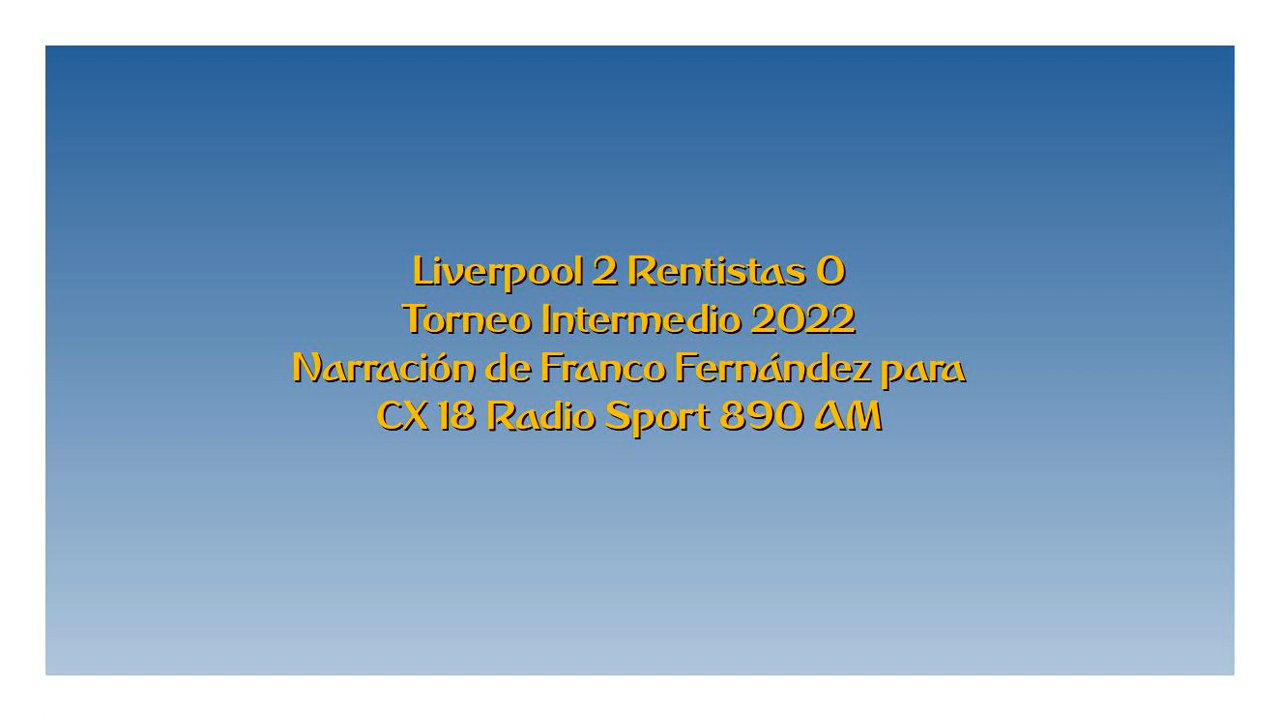 Liverpool 2 Rentistas 0
Torneo Intermedio 2022
Narración de Franco Fernández para
CX 18 Radio Sport 890 AM